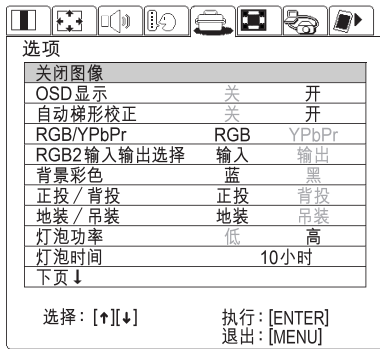 选项
关闭图像
OSD显示 关 开
自动梯形校正 关 开
RGB/YPbPr RGB YPbPr
RGB2输入输出选择 输入 输出
背景彩色 蓝 黑
正投/背投 正投 背投
地装/吊装 地装 吊装
灯泡功率 低 高
灯泡时间 10小时
下页↓
选择：[↑][↓] 执行：[ENTER]
退出：[MENU]